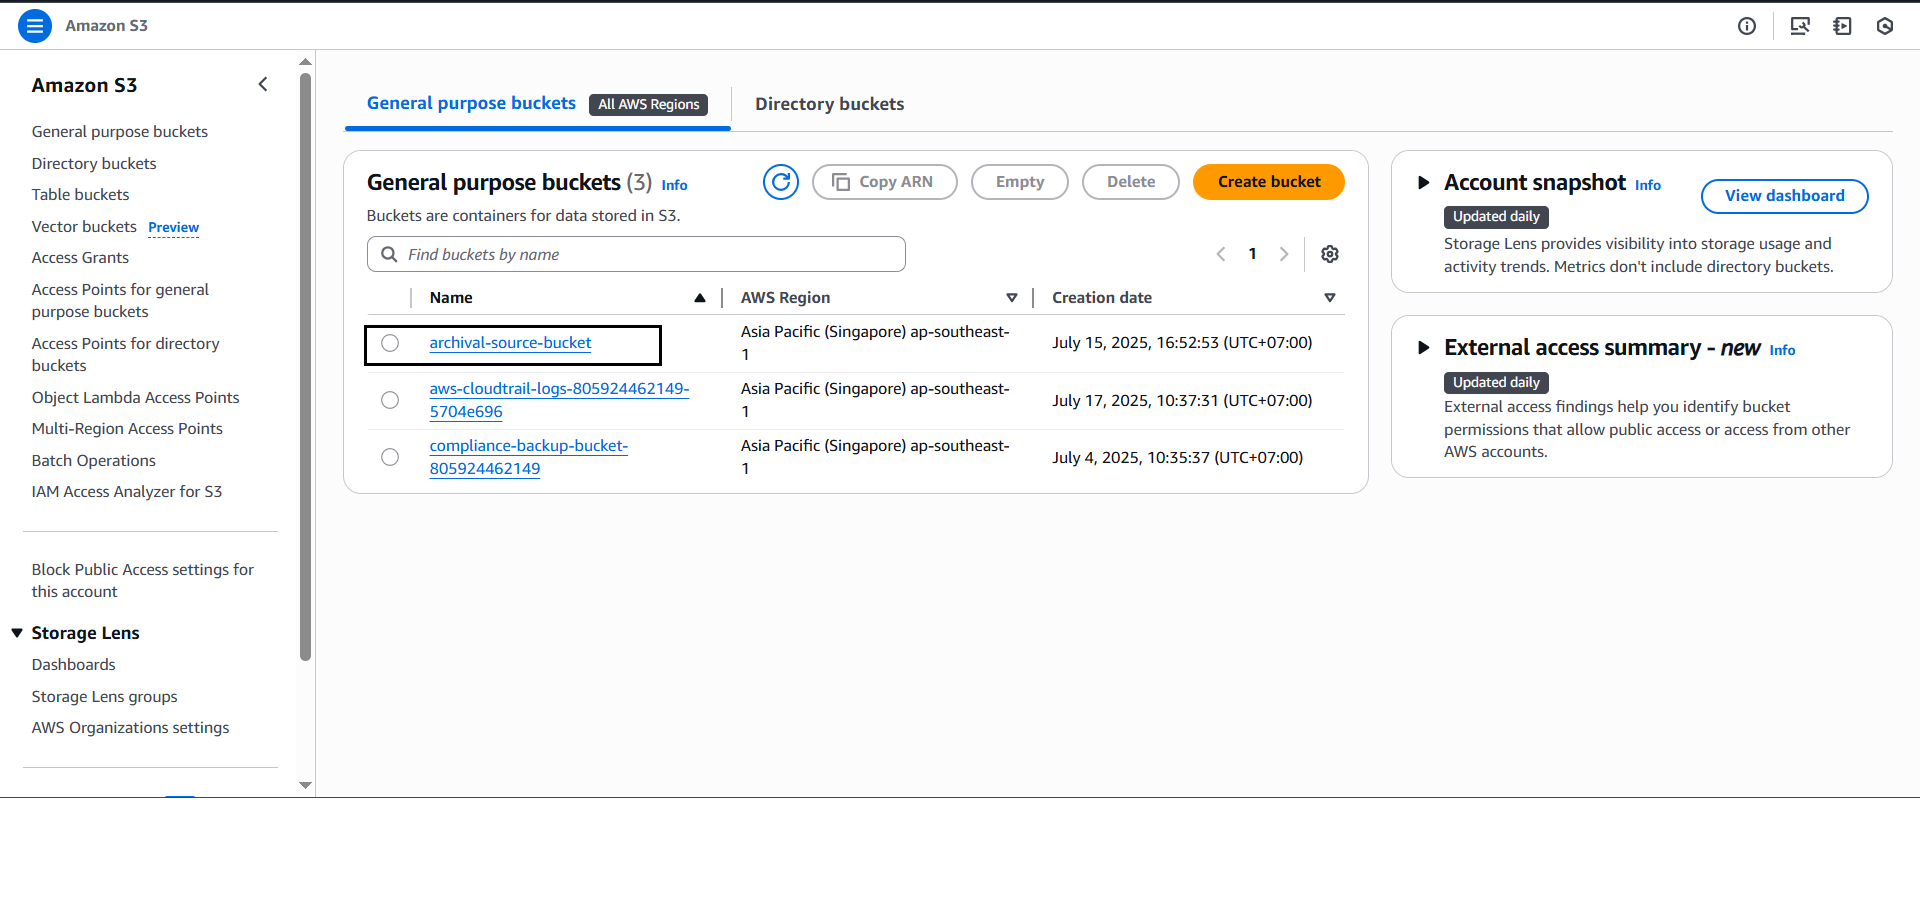 Amazon S3
Amazon S3
General purpose buckets
Directory buckets
Table buckets
Vector buckets Preview
Access Grants
Access Points for general
purpose buckets
Access Points for directory
buckets
Object Lambda Access Points
Multi-Region Access Points
Batch Operations
IAM Access Analyzer for S3
Block Public Access settings for
this account
Storage Lens
Dashboards
Storage Lens groups
AWS Organizations settings
General purpose buckets All AWS Regions
Directory buckets
General purpose buckets (3) Info
Copy ARN
Empty
Delete
Create bucket
Buckets are containers for data stored in S3.
Find buckets by name
1
Name
AWS Region
Creation date
archival-source-bucket
Asia Pacific (Singapore) ap-southeast-
1
July 15, 2025, 16:52:53 (UTC+07:00)
aws-cloudtrail-logs-805924462149-
5704e696
Asia Pacific (Singapore) ap-southeast-
1
July 17, 2025, 10:37:31 (UTC+07:00)
compliance-backup-bucket-
805924462149
Asia Pacific (Singapore) ap-southeast-
1
July 4, 2025, 10:35:37 (UTC+07:00)
Account snapshot Info
View dashboard
Updated daily
Storage Lens provides visibility into storage usage and
activity trends. Metrics don't include directory buckets.
External access summary - new Info
Updated daily
External access findings help you identify bucket
permissions that allow public access or access from other
AWS accounts.